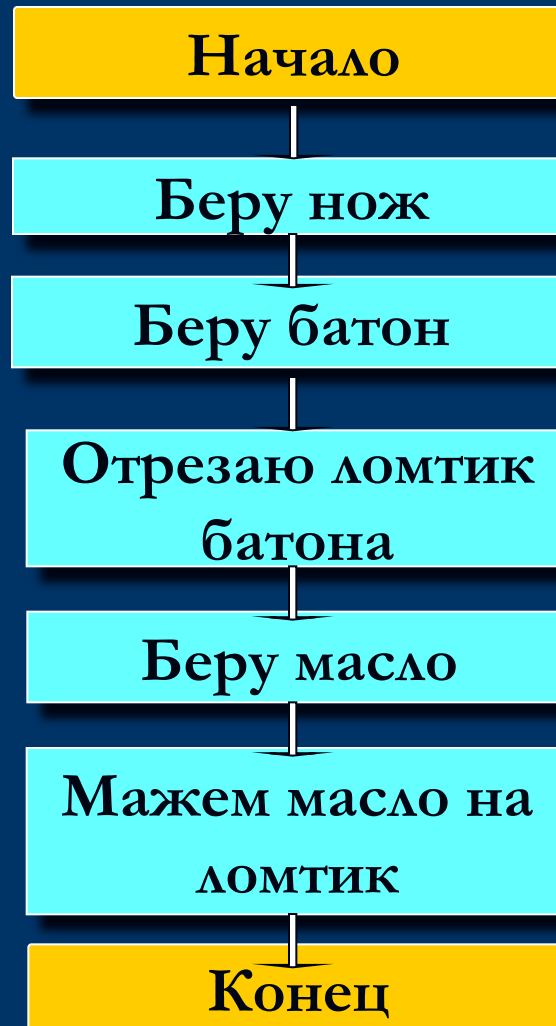 Начало
Беру нож
Беру батон
Отрезаю ломтик
батона
Беру масло
Мажем масло на
ломтик
Конец